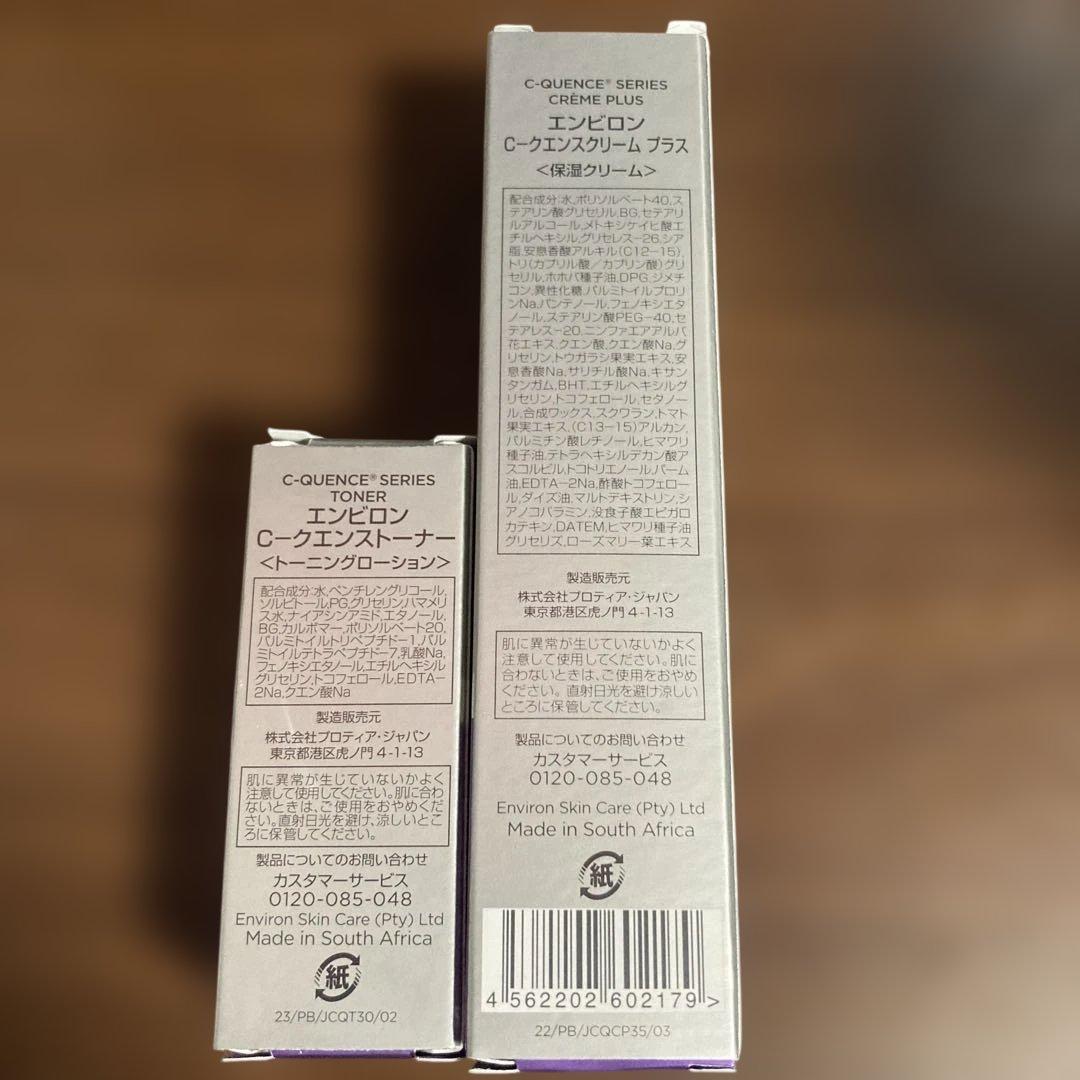 C-QUENCE® SERIES
TONER
エンビロン
C-クエンストーナー
<トーニングローション>
配合成分:水,ペンチレングリコール,
ソルビトール,PG,グリセリン,ハマメリ
ス水,ナイアシンアミド,エタノール,
BG,カルボマー,ポリソルベート20,
パルミトイルトリペプチド-1,パル
ミトイルテトラペプチド-7,乳酸Na,
フェノキシエタノール,エチルヘキシル
グリセリン,トコフェロール,EDTA-
2Na,クエン酸Na
製造販売元
株式会社プロティア・ジャパン
東京都港区虎ノ門 4-1-13
肌に異常が生じていないかよく
注意して使用してください。肌に合わ
ないときは、ご使用をおやめくだ
さい。直射日光を避け、涼しいとこ
ろに保管してください。
製品についてのお問い合わせ
カスタマーサービス
0120-085-048
Environ Skin Care (Pty) Ltd
Made in South Africa
紙
23/PB/JCQT30/02
C-QUENCE® SERIES
CRÈME PLUS
エンビロン
C-クエンスクリーム プラス
<保湿クリーム>
配合成分:水,ポリソルベート40,ス
テアリン酸グリセリル,BG,セテアリ
ルアルコール,メトキシケイヒ酸エ
チルヘキシル,グリセレス-26,シア
脂,安息香酸アルキル(C12-15),
トリ(カプリル酸/カプリン酸)グリ
セリル,ホホバ種子油,DPG,ジメチ
コン,異性化糖,パルミトイルプロリ
ンNa,パンテノール,フェノキシエタ
ノール,ステアリン酸PEG-40,セ
テアレス-20,ニンファエアアルバ
花エキス,クエン酸,クエン酸Na,グ
リセリン,トウガラシ果実エキス,安
息香酸Na,サリチル酸Na,キサン
タンガム,BHT,エチルヘキシルグ
リセリン,トコフェロール,セタノー
ル,合成ワックス,スクワラン,トマト
果実エキス,(C13-15)アルカン,
パルミチン酸レチノール,ヒマワリ
種子油,テトラヘキシルデカン酸ア
スコルビル,トコトリエノール,パーム
油,EDTA-2Na,酢酸トコフェロー
ル,ダイズ油,マルトデキストリン,シ
アノコバラミン,没食子酸エピガロ
カテキン,DATEM,ヒマワリ種子油
グリセリズ,ローズマリー葉エキス
製造販売元
株式会社プロティア・ジャパン
東京都港区虎ノ門 4-1-13
肌に異常が生じていないかよく
注意して使用してください。肌に
合わないときは、ご使用をおやめ
ください。直射日光を避け涼しい
ところに保管してください。
製品についてのお問い合わせ
カスタマーサービス
0120-085-048
Environ Skin Care (Pty) Ltd
Made in South Africa
紙
4 562202 602179 >
22/PB/JCQCP35/03